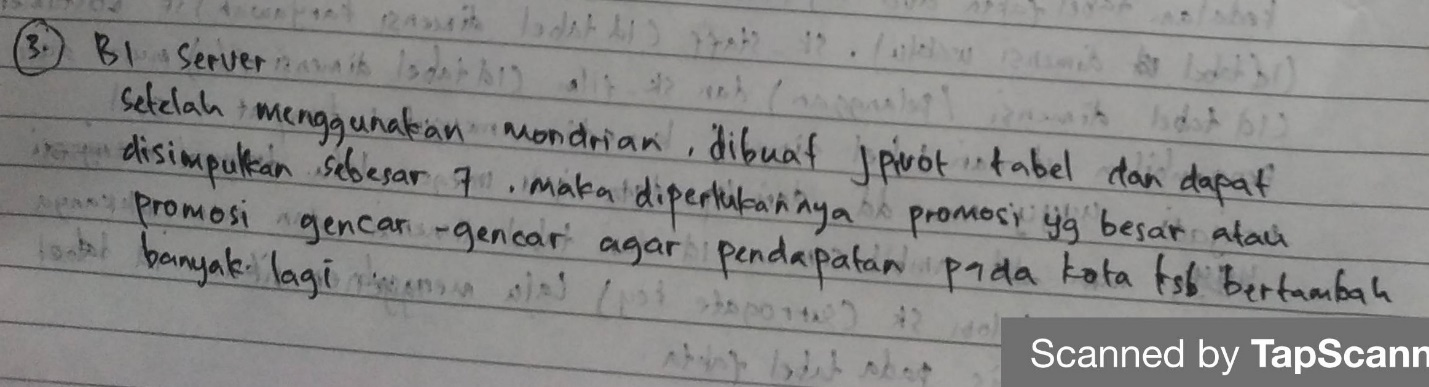 3. BI Server
setelah menggunakan mondrian, dibuat jpivot tabel dan dapat
disimpulkan sebesar 7. maka diperlukannya promosi yg besar atau
promosi gencar-gencar agar pendapatan pada kota tsb bertambah
banyak lagi
Scanned by TapScann